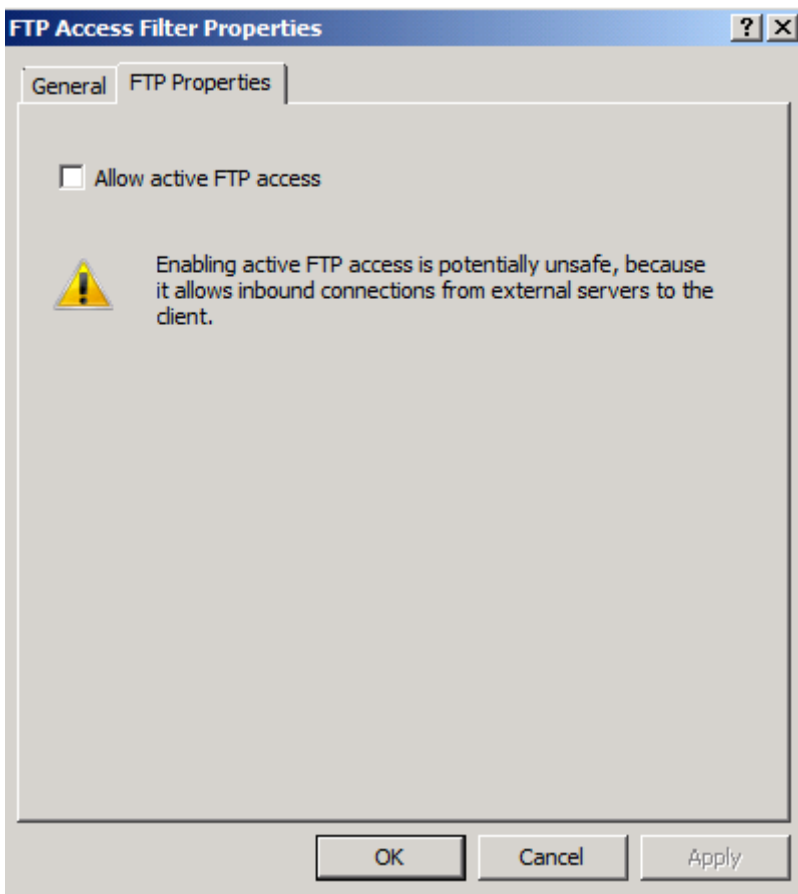 FTP Access Filter Properties
General
FTP Properties
Allow active FTP access
Enabling active FTP access is potentially unsafe, because
it allows inbound connections from external servers to the
client.
OK
Cancel
Apply